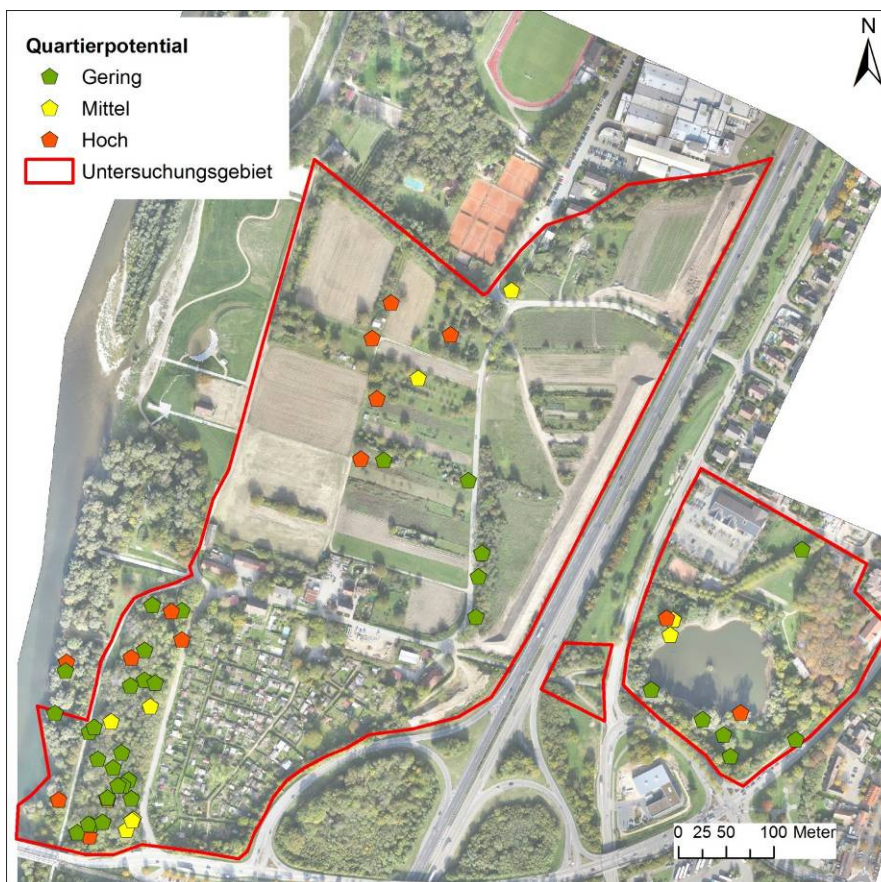 Quartierpotential
Gering
Mittel
Hoch
Untersuchungsgebiet
N
0 25 50 100 Meter